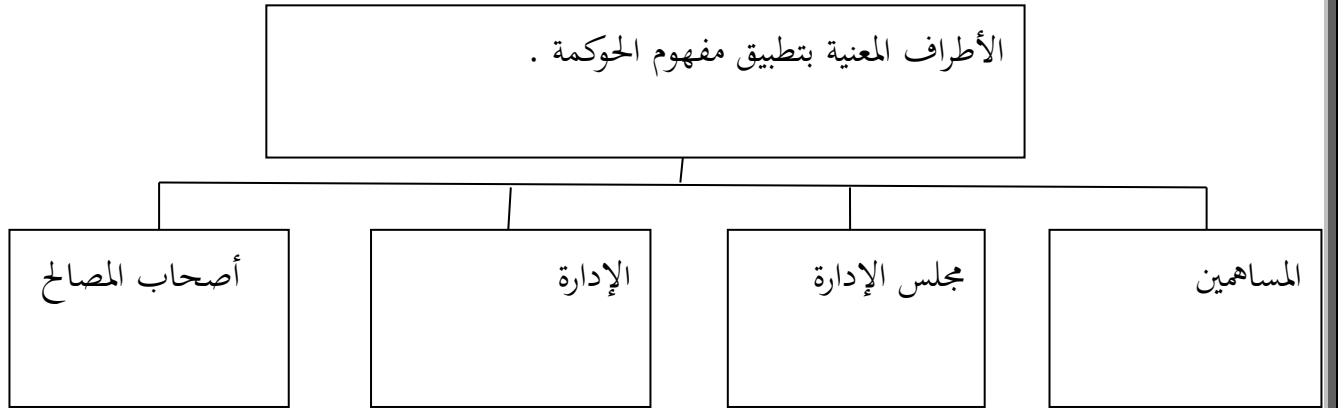 الأطراف المعنية بتطبيق مفهوم الحوكمة .
المساهمين
مجلس الإدارة
الإدارة
أصحاب المصالح